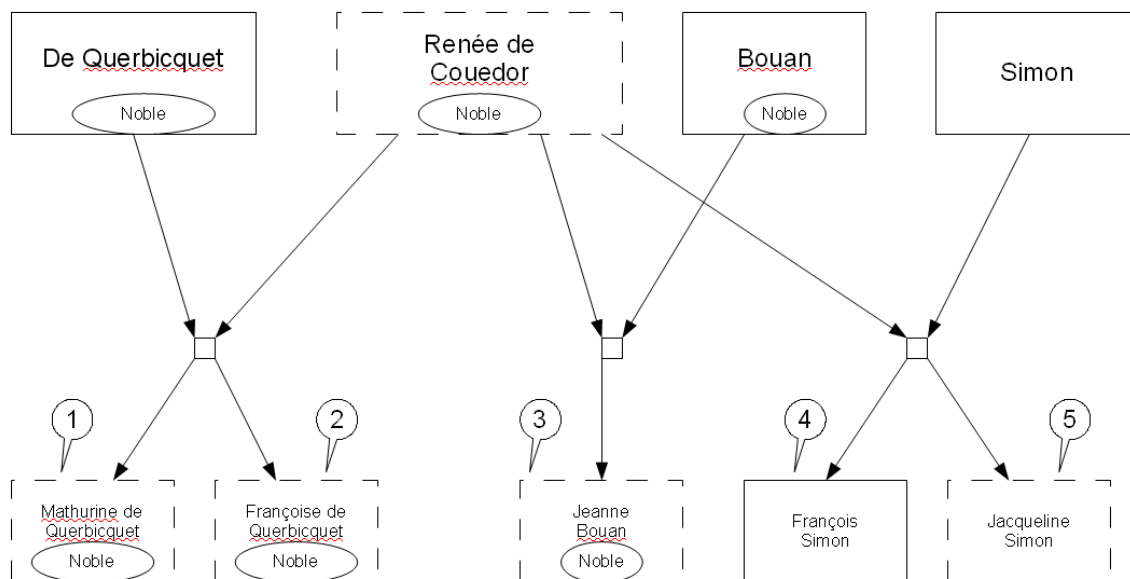 De Querbicquet
Noble
Renée de
Couedor
Noble
Bouan
Noble
Simon
1
2
3
4
5
Mathurine de
Querbicquet
Noble
Françoise de
Querbicquet
Noble
Jeanne
Bouan
Noble
François
Simon
Jacqueline
Simon